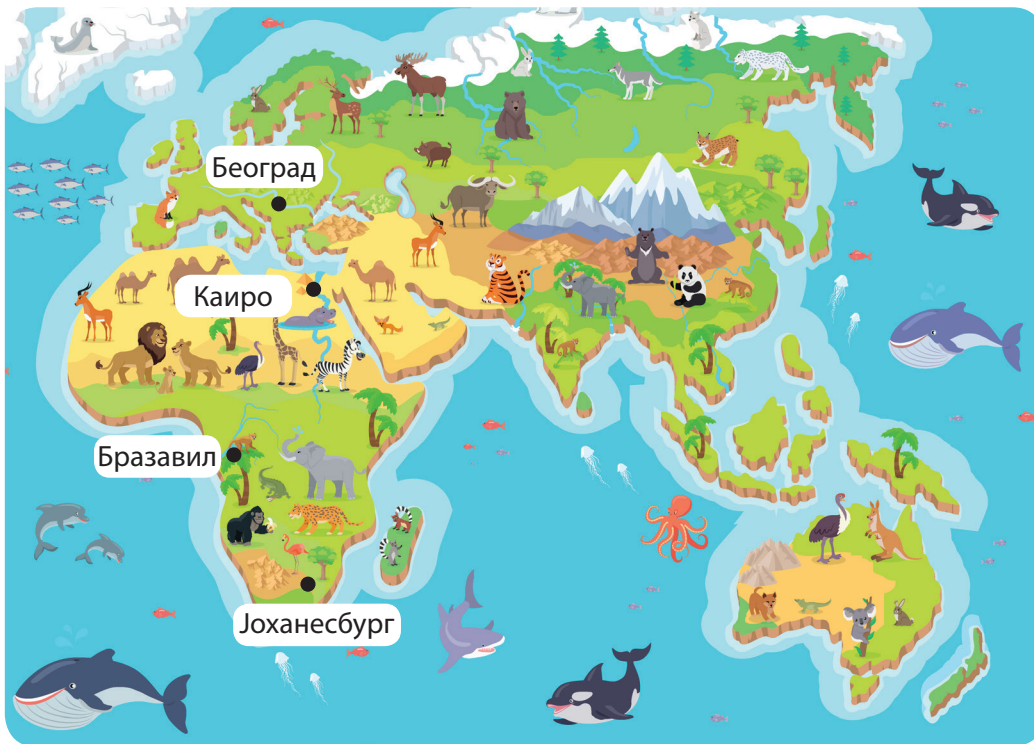 Београд
Каиро
Бразавил
Јоханесбург